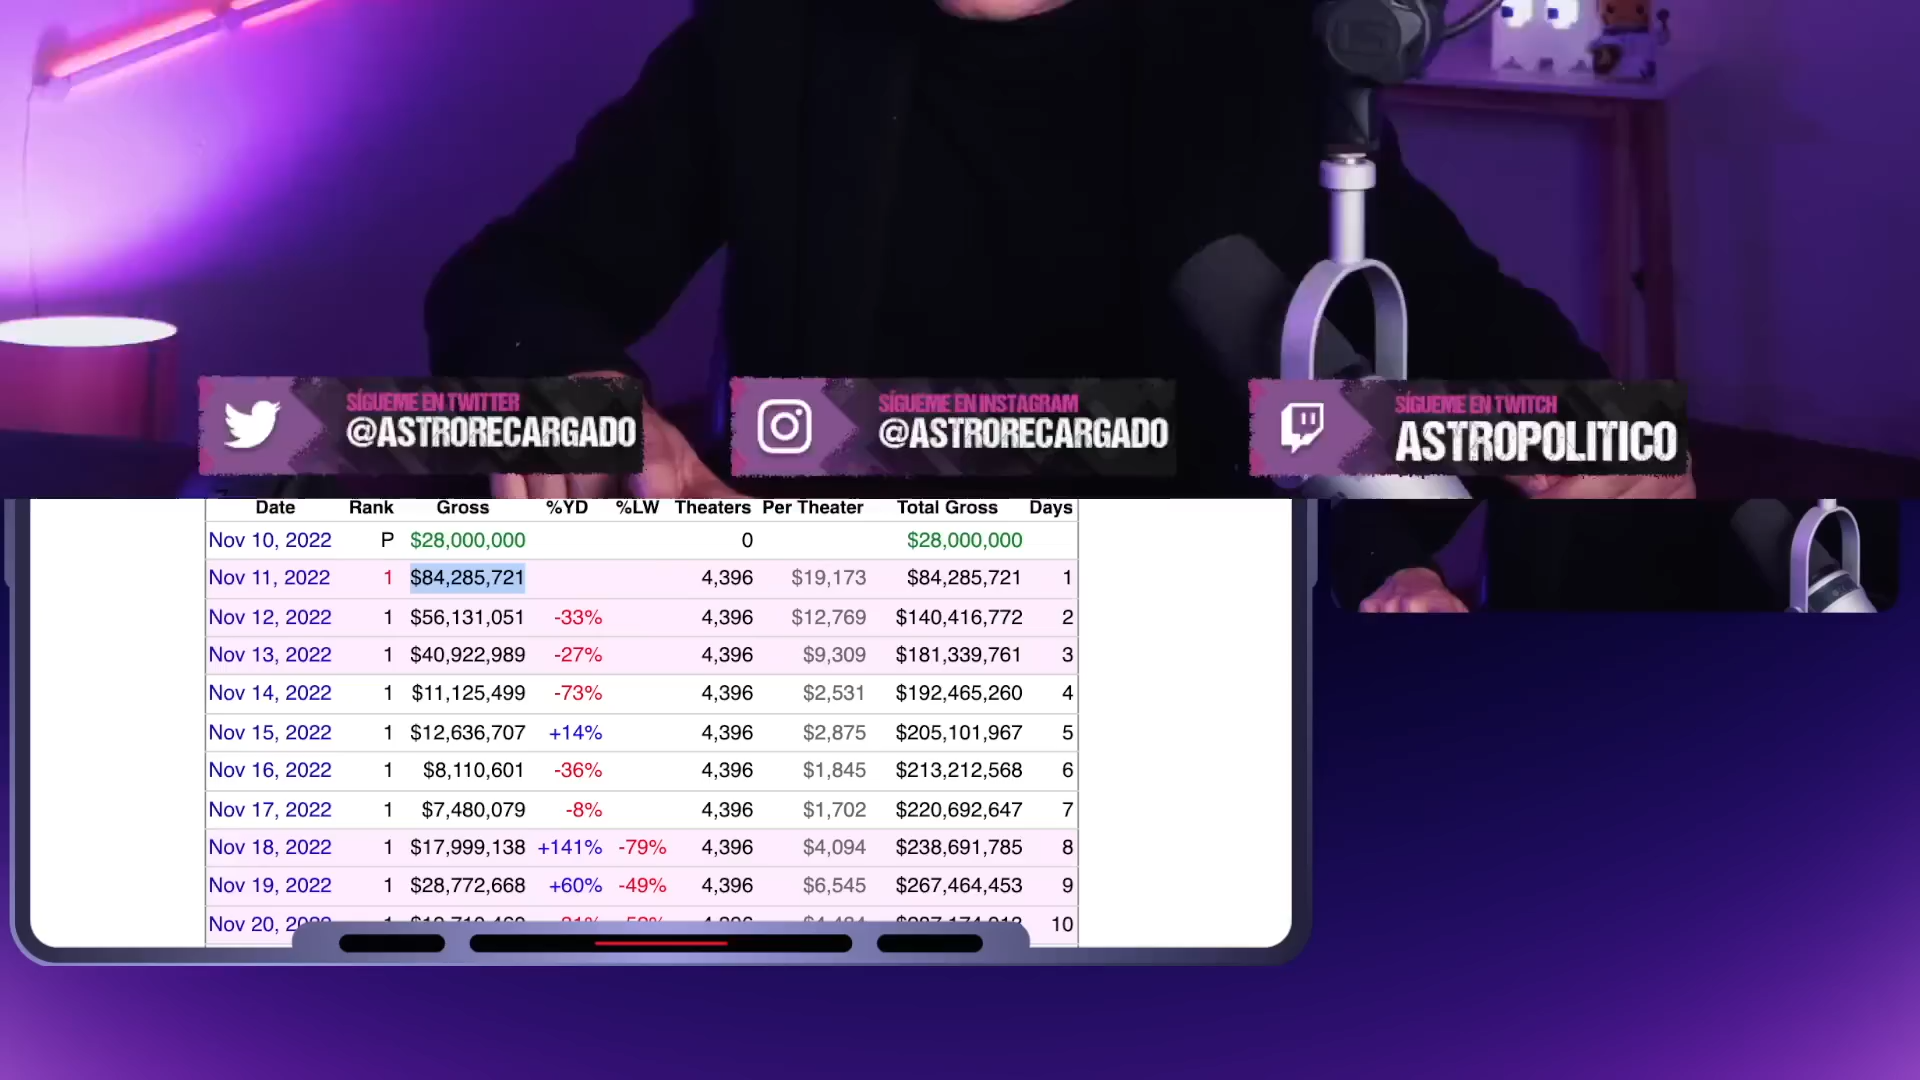 SÍGUEME EN TWITTER
@ASTRORECARGADO
SÍGUEME EN INSTAGRAM
@ASTRORECARGADO
SÍGUEME EN TWITCH
ASTROPOLITICO
Date Rank Gross %YD %LW Theaters Per Theater Total Gross Days
Nov 10, 2022 P $28,000,000 0 $28,000,000
Nov 11, 2022 1 $84,285,721 4,396 $19,173 $84,285,721 1
Nov 12, 2022 1 $56,131,051 -33% 4,396 $12,769 $140,416,772 2
Nov 13, 2022 1 $40,922,989 -27% 4,396 $9,309 $181,339,761 3
Nov 14, 2022 1 $11,125,499 -73% 4,396 $2,531 $192,465,260 4
Nov 15, 2022 1 $12,636,707 +14% 4,396 $2,875 $205,101,967 5
Nov 16, 2022 1 $8,110,601 -36% 4,396 $1,845 $213,212,568 6
Nov 17, 2022 1 $7,480,079 -8% 4,396 $1,702 $220,692,647 7
Nov 18, 2022 1 $17,999,138 +141% -79% 4,396 $4,094 $238,691,785 8
Nov 19, 2022 1 $28,772,668 +60% -49% 4,396 $6,545 $267,464,453 9
Nov 20, 10